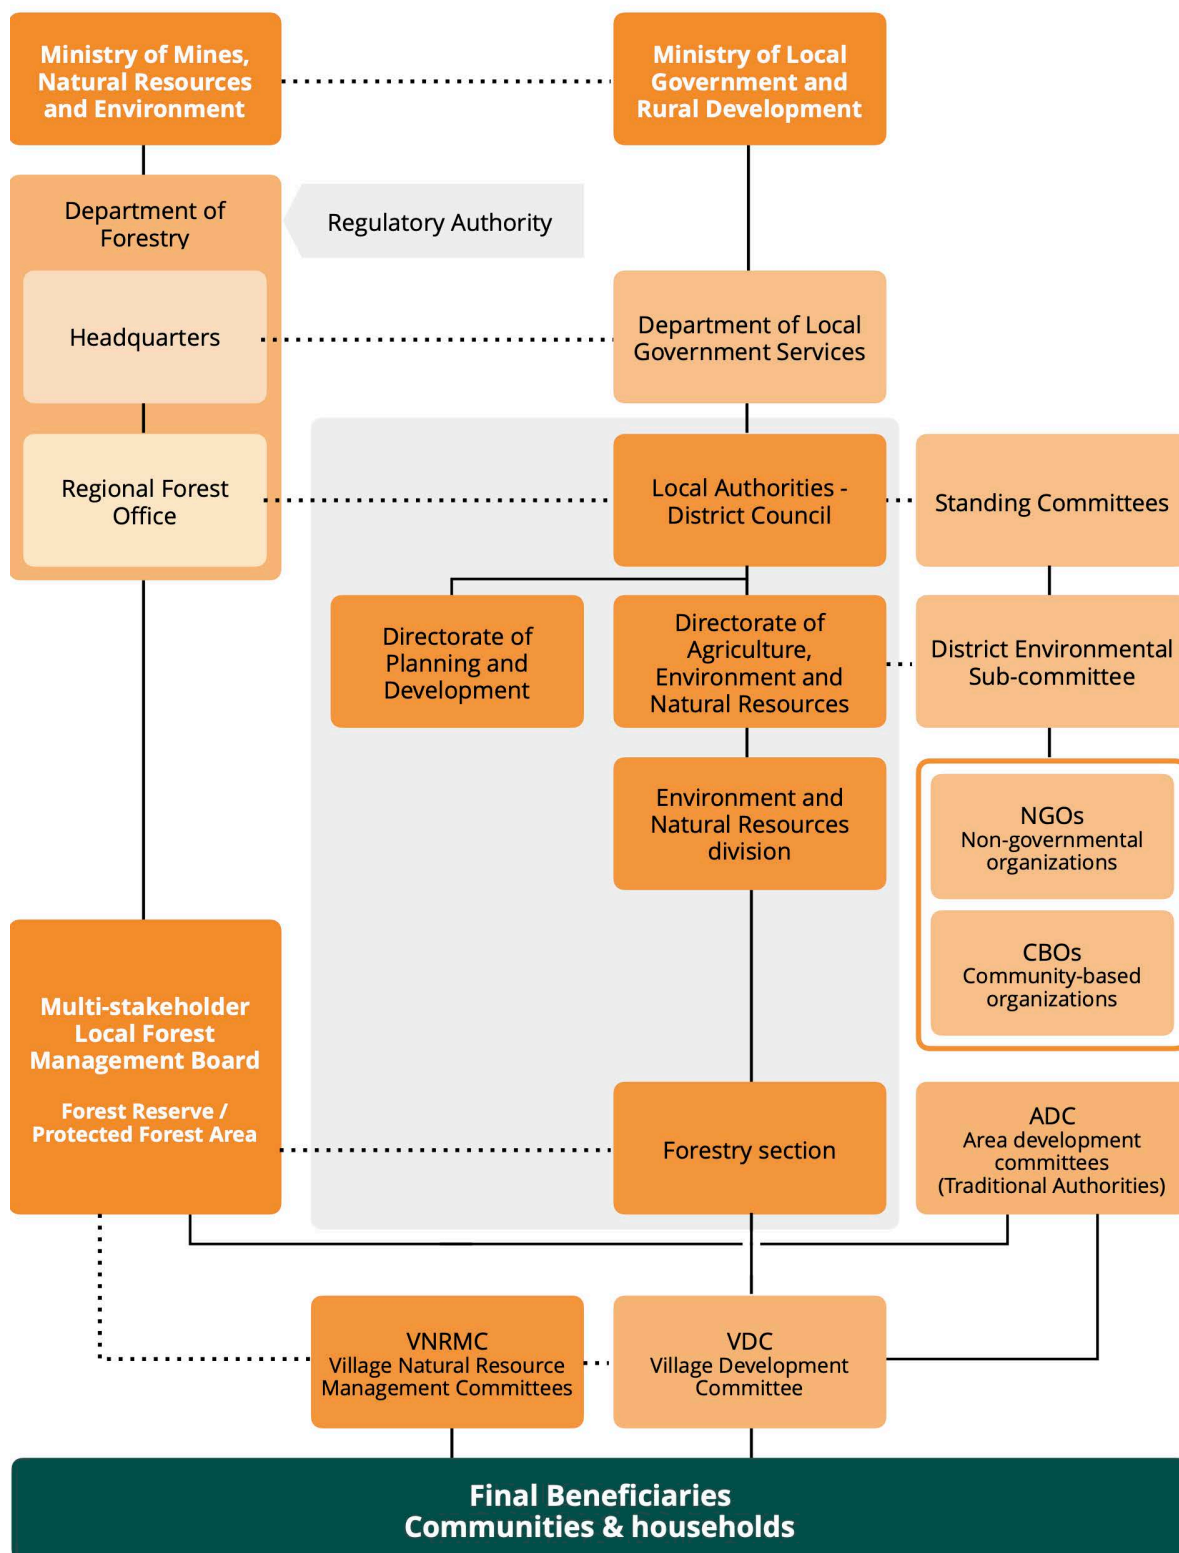 Ministry of Mines,
Natural Resources
and Environment
Ministry of Local
Government and
Rural Development
Department of
Forestry
Regulatory Authority
Headquarters
Department of Local
Government Services
Regional Forest
Office
Local Authorities -
District Council
Standing Committees
Directorate of
Planning and
Development
Directorate of
Agriculture,
Environment and
Natural Resources
District Environmental
Sub-committee
Environment and
Natural Resources
division
NGOs
Non-governmental
organizations
CBOs
Community-based
organizations
Multi-stakeholder
Local Forest
Management Board
Forest Reserve /
Protected Forest Area
Forestry section
ADC
Area development
committees
(Traditional Authorities)
VNRMC
Village Natural Resource
Management Committees
VDC
Village Development
Committee
Final Beneficiaries
Communities & households